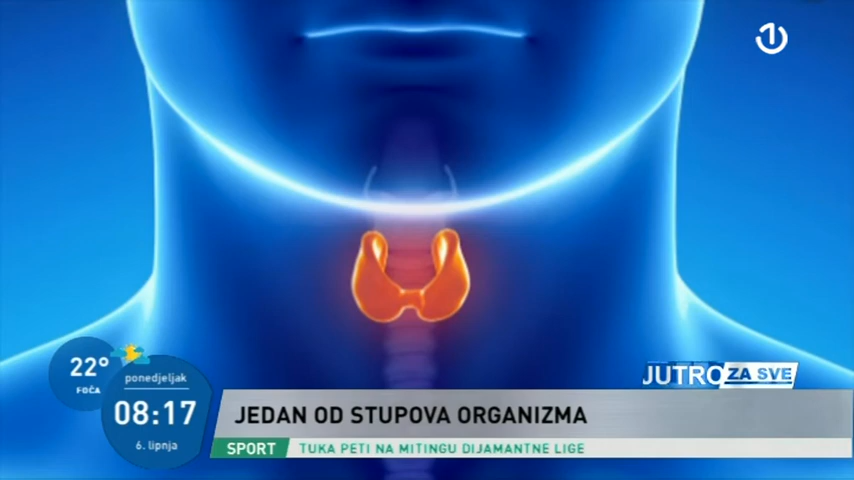 1
22°
FOČA
ponedjeljak
08:17
6. lipnja
JUTRO ZA SVE
JEDAN OD STUPOVA ORGANIZMA
SPORT TUKA PETI NA MITINGU DIJAMANTNE LIGE